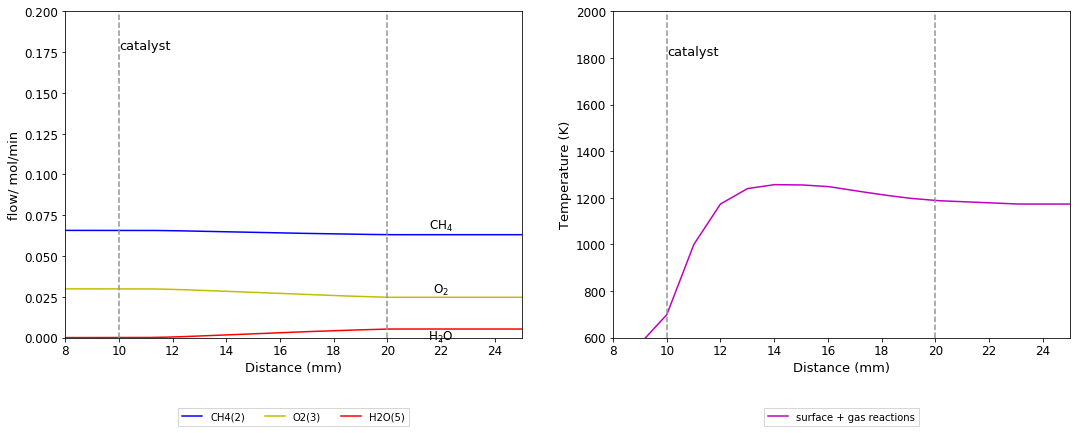 0.200
0.175
0.150
0.125
0.100
0.075
0.050
0.025
0.000
flow/ mol/min
catalyst
CH4
O2
H2O
8 10 12 14 16 18 20 22 24
Distance (mm)
CH4(2) O2(3) H2O(5)
2000
1800
1600
1400
1200
1000
800
600
Temperature (K)
catalyst
8 10 12 14 16 18 20 22 24
Distance (mm)
surface + gas reactions